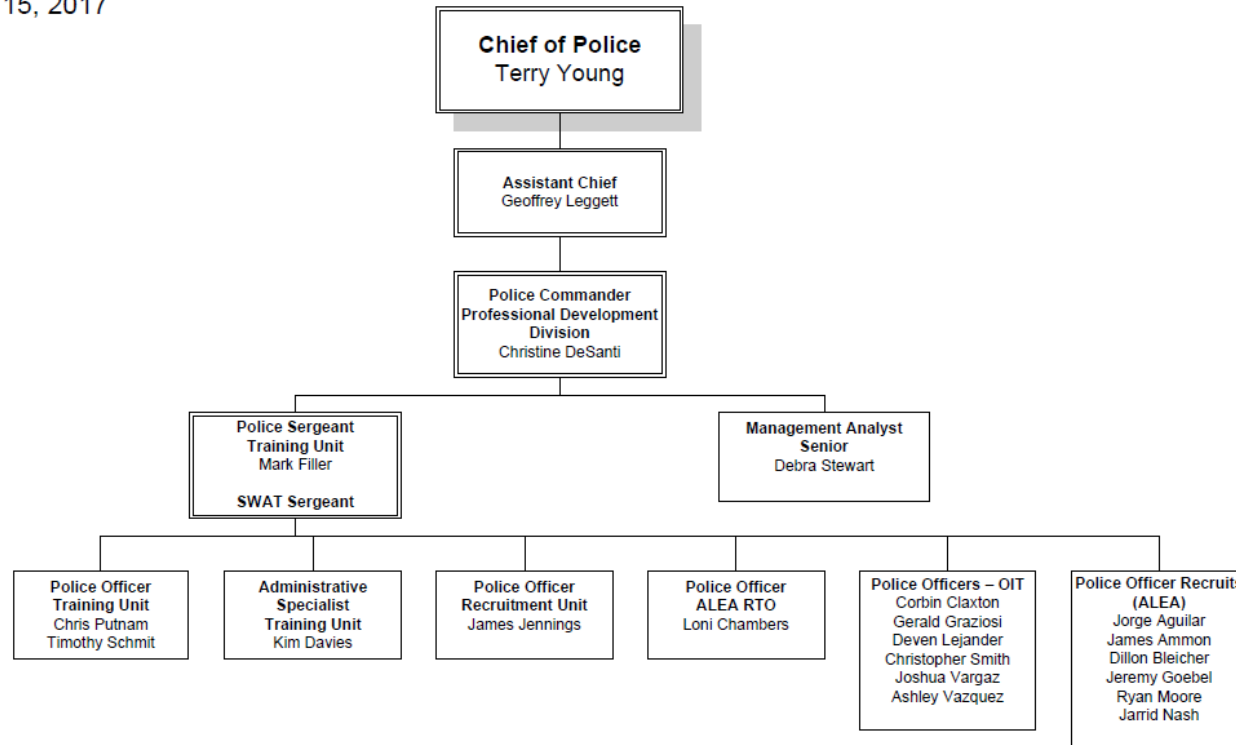 15, 2017
Chief of Police
Terry Young
Assistant Chief
Geoffrey Leggett
Police Commander
Professional Development
Division
Christine DeSanti
Police Sergeant
Training Unit
Mark Filler
SWAT Sergeant
Management Analyst
Senior
Debra Stewart
Police Officer
Training Unit
Chris Putnam
Timothy Schmit
Administrative
Specialist
Training Unit
Kim Davies
Police Officer
Recruitment Unit
James Jennings
Police Officer
ALEA RTO
Loni Chambers
Police Officers – OIT
Corbin Claxton
Gerald Graziosi
Deven Lejander
Christopher Smith
Joshua Vargaz
Ashley Vazquez
Police Officer Recruits
(ALEA)
Jorge Aguilar
James Ammon
Dillon Bleicher
Jeremy Goebel
Ryan Moore
Jarrid Nash